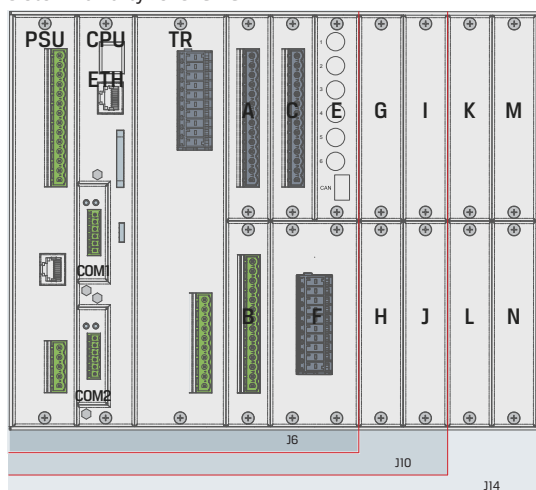 PSU CPU TR
ETH
1
2
3
4
5
6
CAN
A C E G I K M
COM1
B F H J L N
COM2
J6
J10
J14